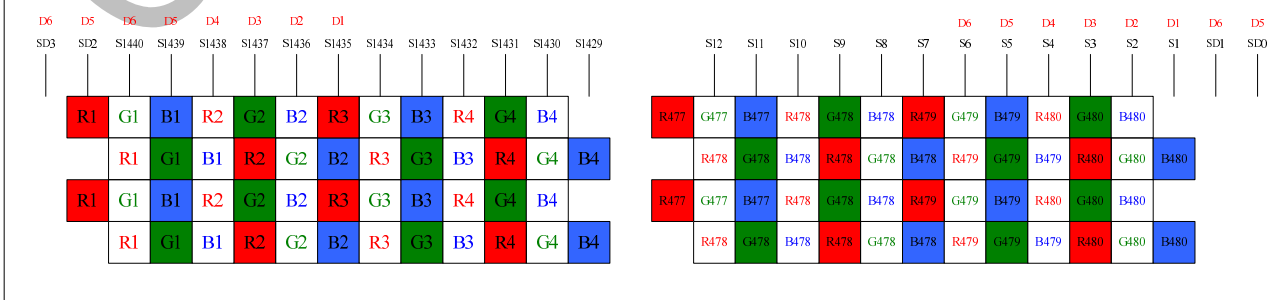 D6 D5 D6 D5 D4 D3 D2 D1 D6 D5 D4 D3 D2 D1 D6 D5
SD3 SD2 S1440 S1439 S1438 S1437 S1436 S1435 S1434 S1433 S1432 S1431 S1430 S1429 S12 S11 S10 S9 S8 S7 S6 S5 S4 S3 S2 S1 SD1 SD0
R1 G1 B1 R2 G2 B2 R3 G3 B3 R4 G4 B4 R477 G477 B477 R478 G478 B478 R479 G479 B479 R480 G480 B480
R1 G1 B1 R2 G2 B2 R3 G3 B3 R4 G4 B4 R478 G478 B478 R478 G478 B478 R479 G479 B479 R480 G480 B480
R1 G1 B1 R2 G2 B2 R3 G3 B3 R4 G4 B4 R477 G477 B477 R478 G478 B478 R479 G479 B479 R480 G480 B480
R1 G1 B1 R2 G2 B2 R3 G3 B3 R4 G4 B4 R478 G478 B478 R478 G478 B478 R479 G479 B479 R480 G480 B480